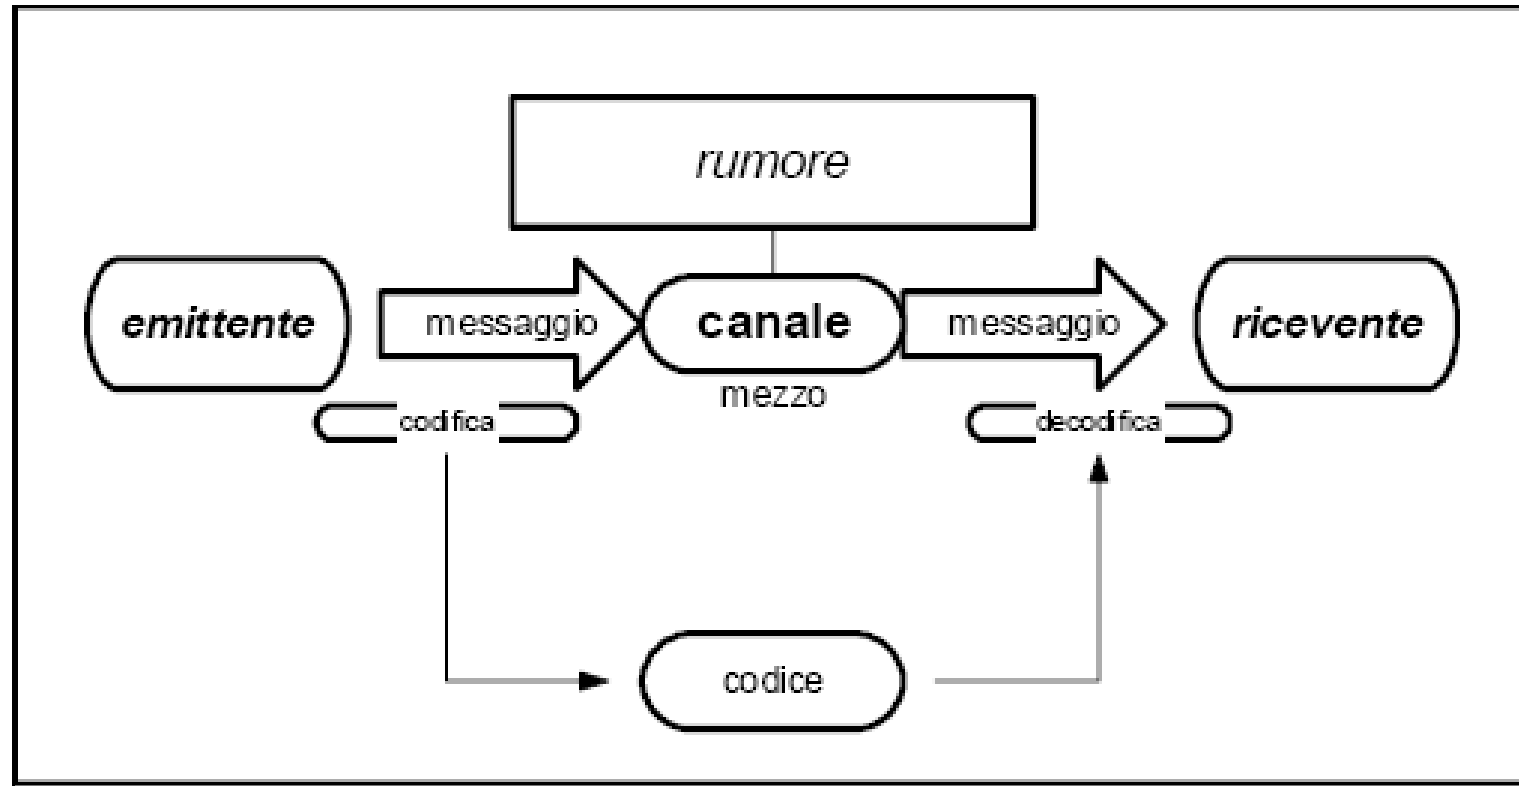 rumore
emittente
messaggio
canale
messaggio
ricevente
mezzo
codifica
decodifica
codice